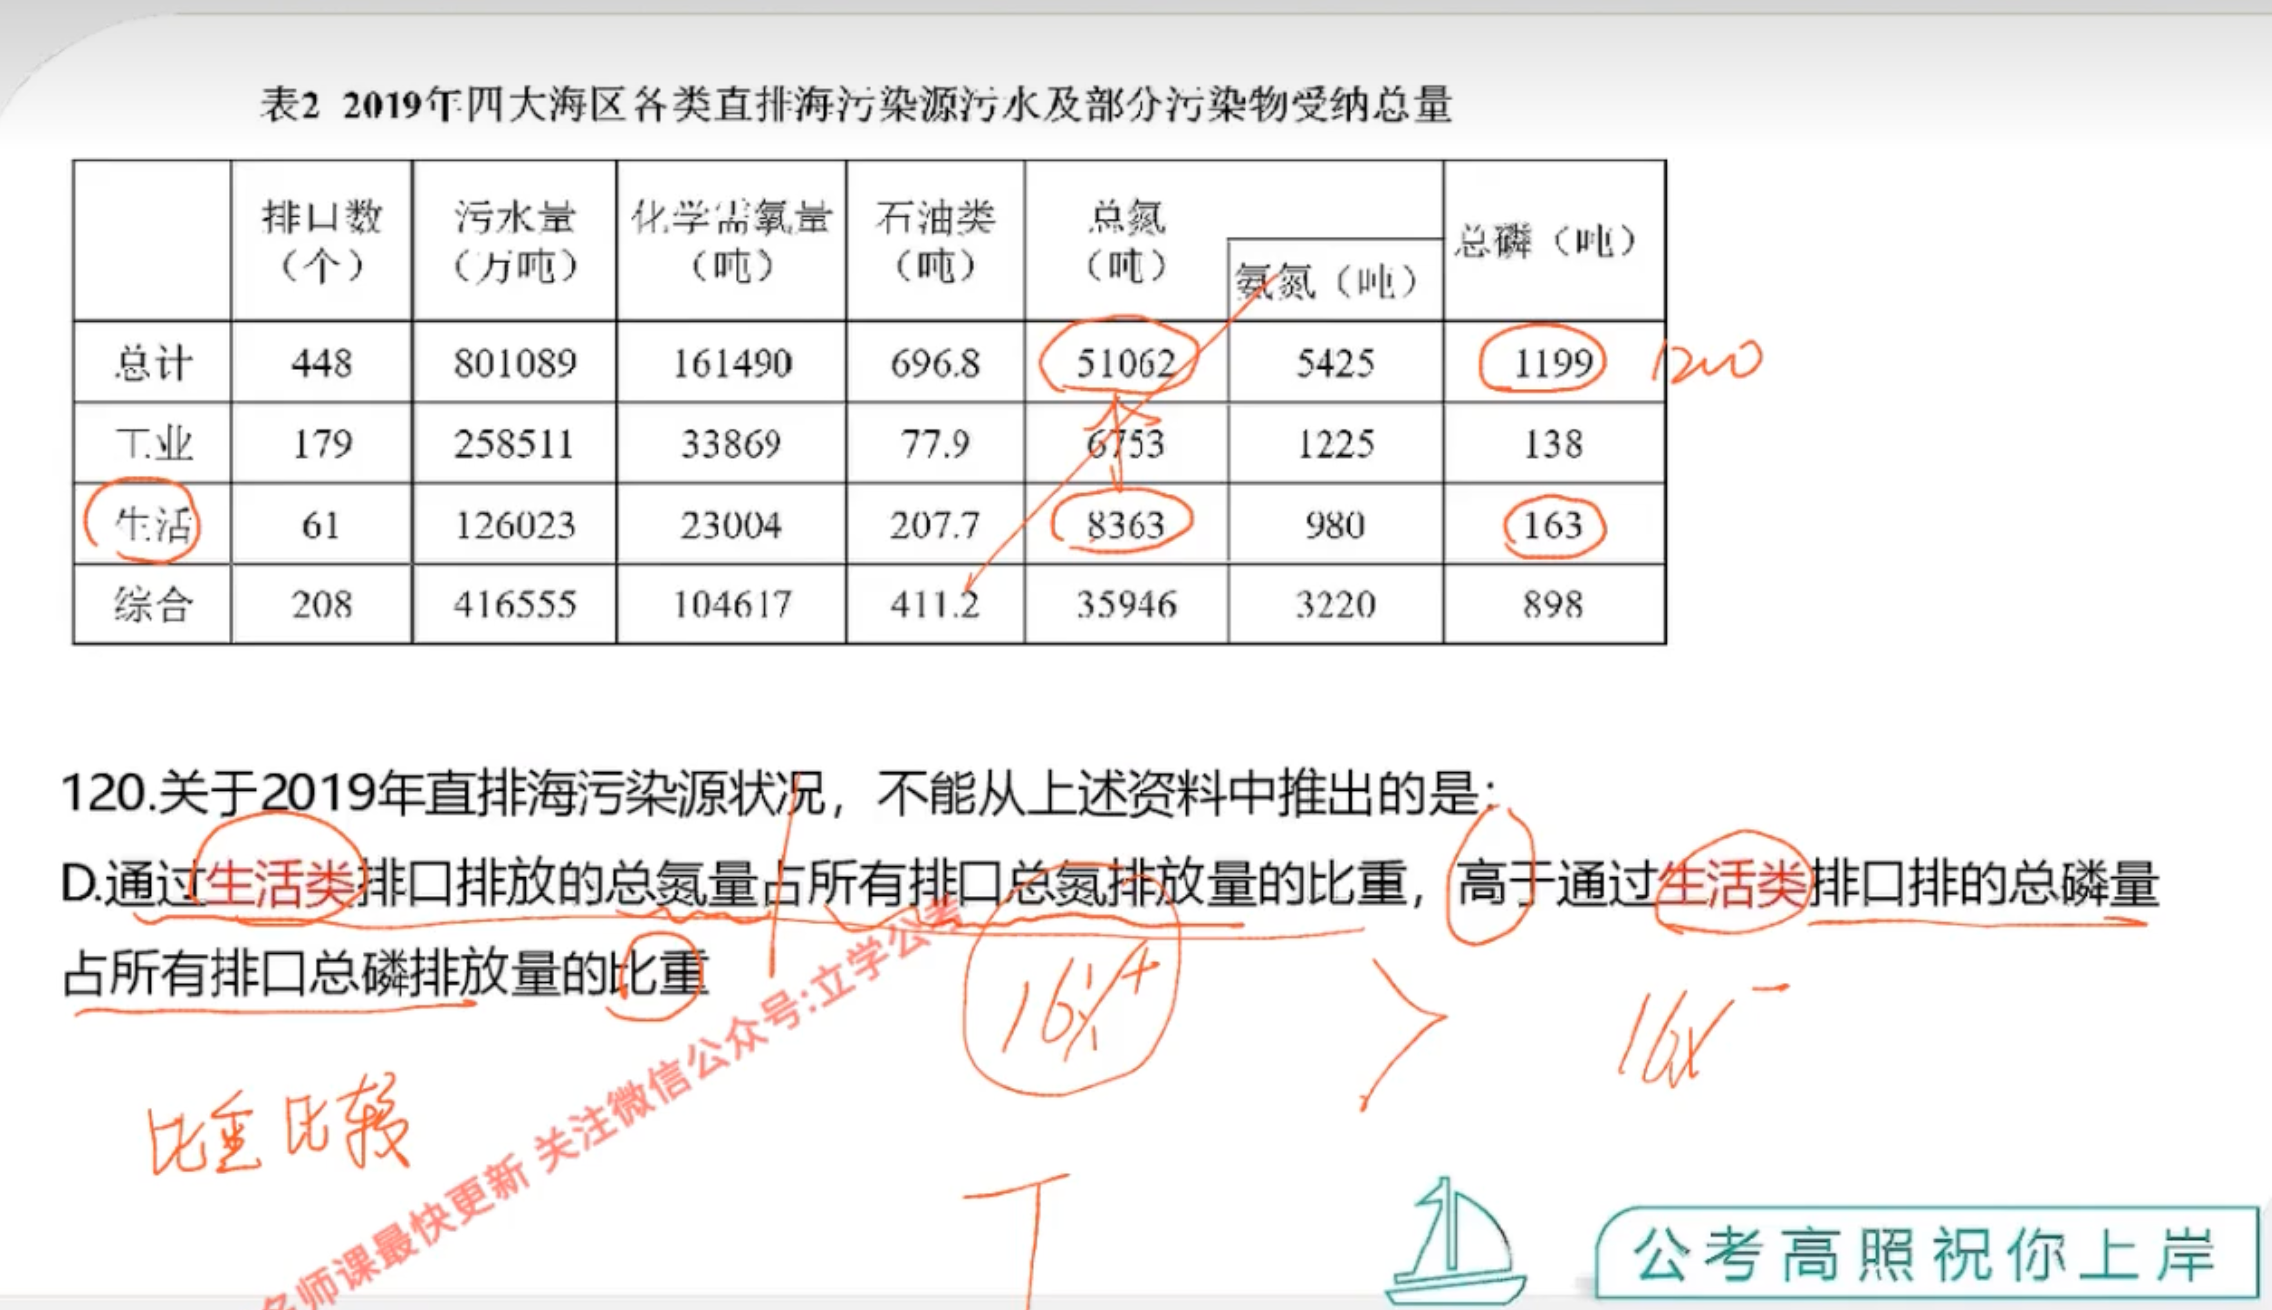 表2 2019年四大海区各类直排海污染源污水及部分污染物受纳总量
排口数（个） 污水量（万吨） 化学需氧量（吨） 石油类（吨） 总氮（吨） 氨氮（吨） 总磷（吨）
总计 448 801089 161490 696.8 51062 5425 1199 1200
工业 179 258511 33869 77.9 6753 1225 138
生活 61 126023 23004 207.7 8363 980 163
综合 208 416555 104617 411.2 35946 3220 898
120.关于2019年直排海污染源状况，不能从上述资料中推出的是：
D.通过生活类排口排放的总氮量占所有排口总氮排放量的比重，高于通过生活类排口排的总磷量
占所有排口总磷排放量的比重
16%+ > 16%-
比重比较
名师课最快更新 关注微信公众号:立学公考
公考高照祝你上岸